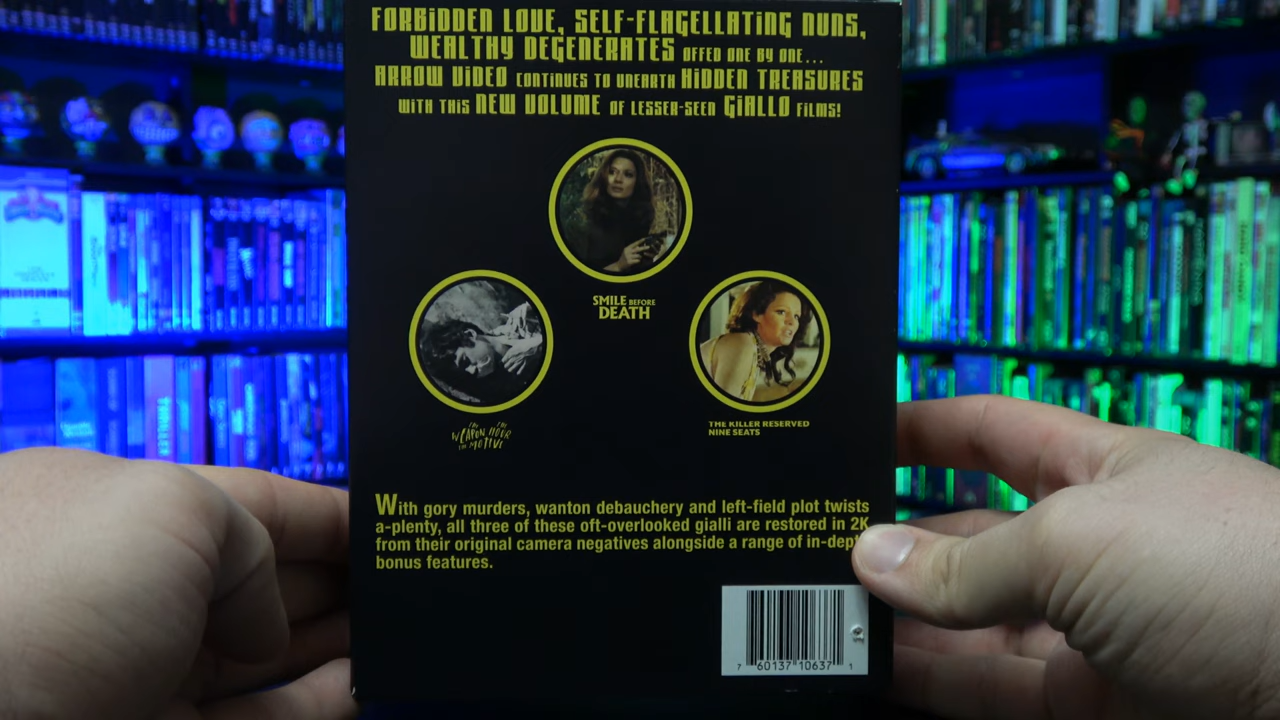 FORBIDDEN LOVE, SELF-FLAGELLATING NUNS,
WEALTHY DEGENERATES OFFED ONE BY ONE...
ARROW VIDEO CONTINUES TO UNEARTH HIDDEN TREASURES
WITH THIS NEW VOLUME OF LESSER-SEEN GIALLO FILMS!
SMILE BEFORE
DEATH
THE WEAPON THE HOUR
THE MOTIVE
THE KILLER RESERVED
NINE SEATS
With gory murders, wanton debauchery and left-field plot twists
a-plenty, all three of these oft-overlooked gialli are restored in 2K
from their original camera negatives alongside a range of in-depth
bonus features.
7 60137 10637 1
THRILLER